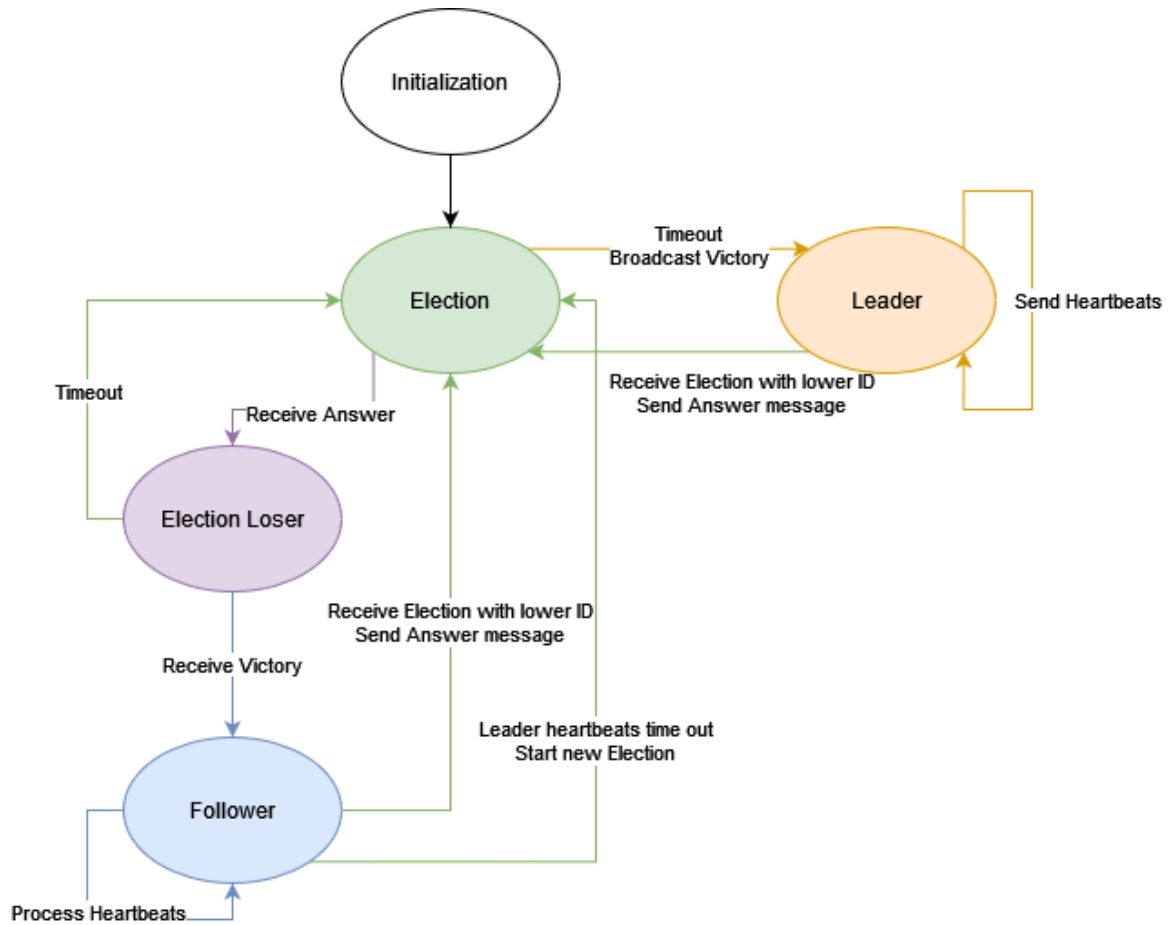 Initialization
Timeout
Broadcast Victory
Election
Leader
Send Heartbeats
Receive Election with lower ID
Send Answer message
Timeout
Receive Answer
Election Loser
Receive Election with lower ID
Send Answer message
Receive Victory
Leader heartbeats time out
Start new Election
Follower
Process Heartbeats